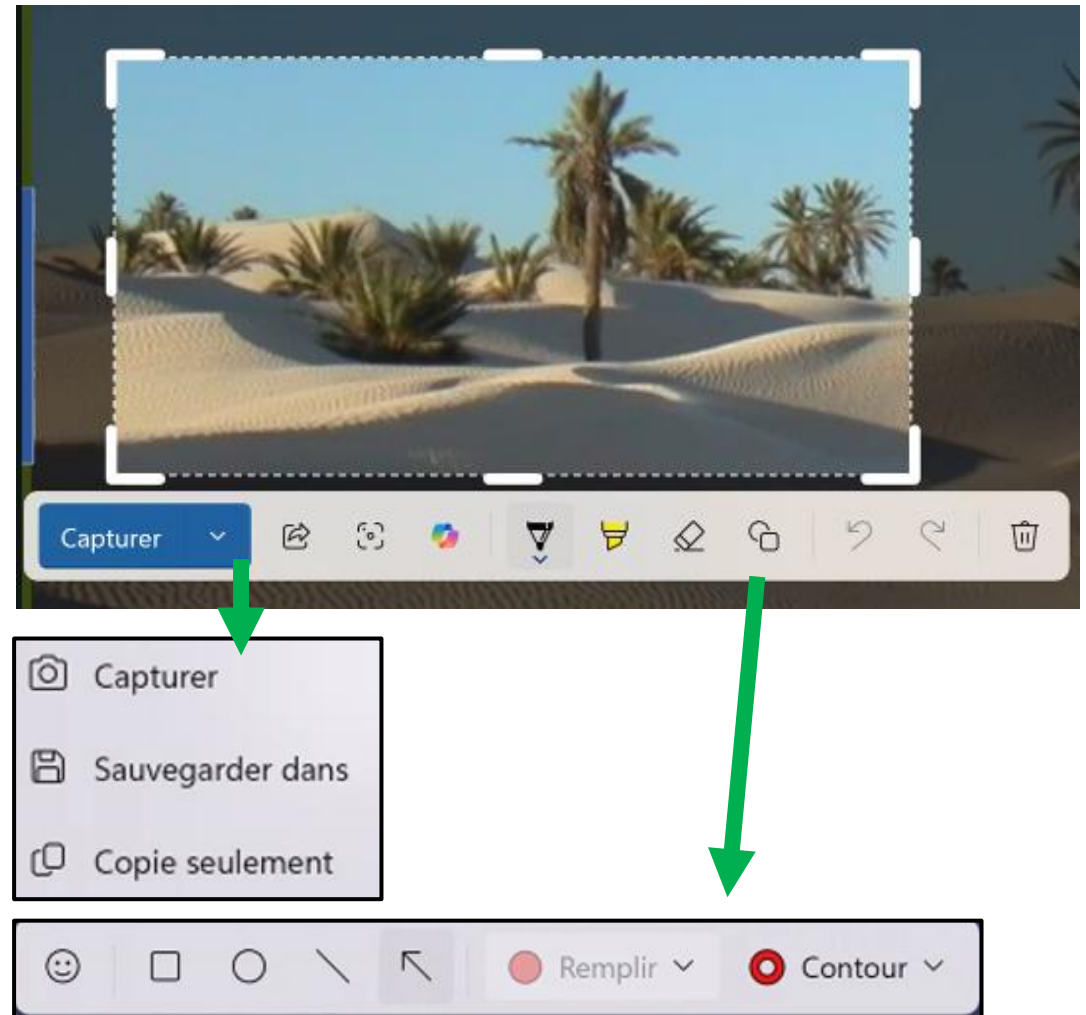 Capturer
Capturer
Sauvegarder dans
Copie seulement
Remplir
Contour